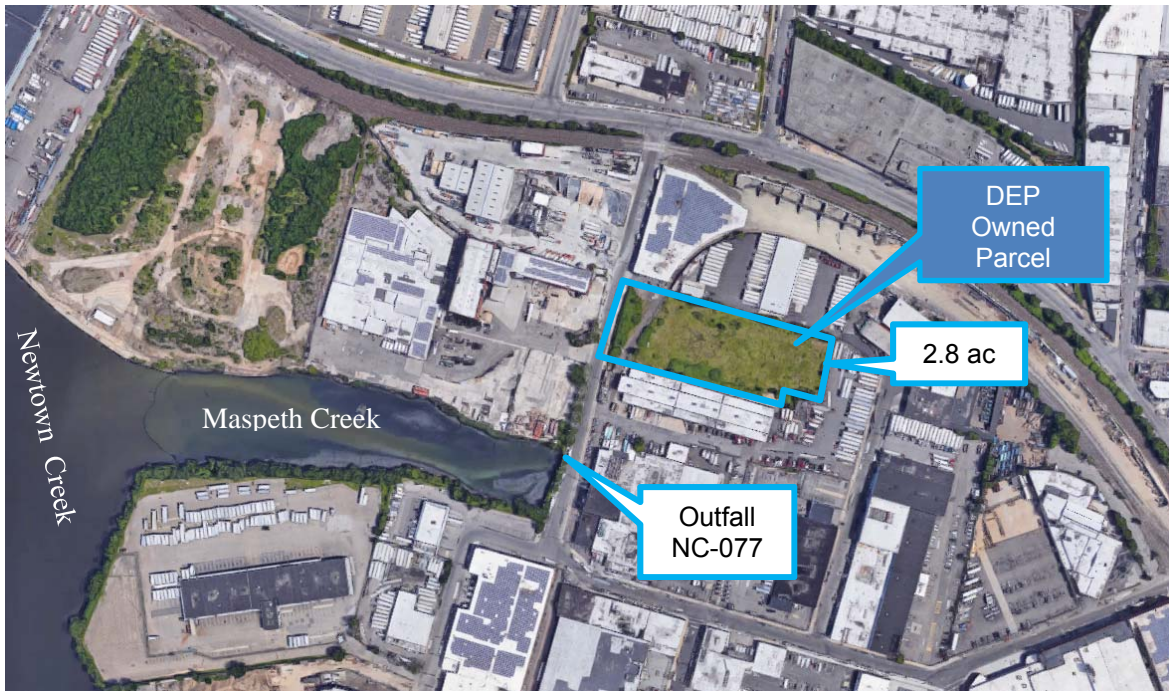 DEP
Owned
Parcel
2.8 ac
Newtown Creek
Maspeth Creek
Outfall
NC-077